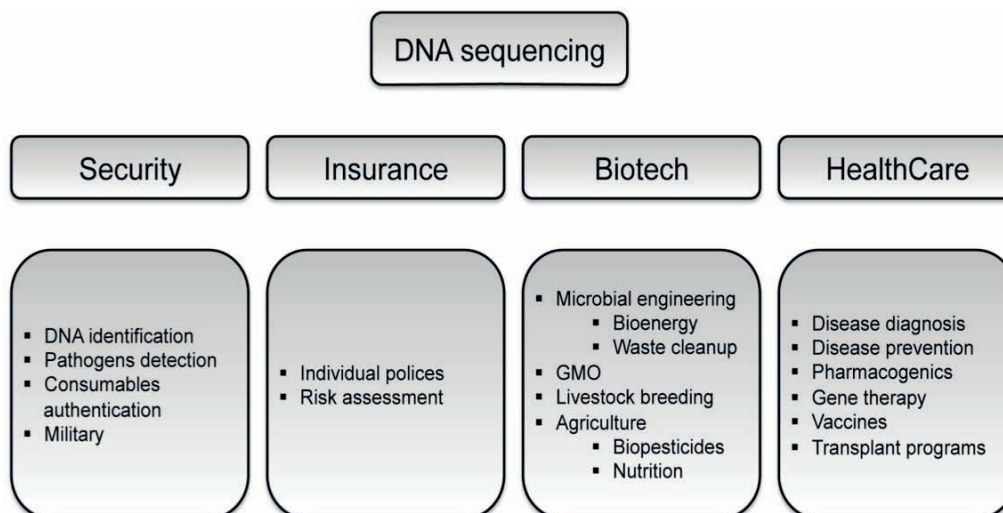 DNA sequencing
Security
Insurance
Biotech
HealthCare
▪ DNA identification
▪ Pathogens detection
▪ Consumables
authentication
▪ Military
▪ Individual polices
▪ Risk assessment
▪ Microbial engineering
▪ Bioenergy
▪ Waste cleanup
▪ GMO
▪ Livestock breeding
▪ Agriculture
▪ Biopesticides
▪ Nutrition
▪ Disease diagnosis
▪ Disease prevention
▪ Pharmacogenics
▪ Gene therapy
▪ Vaccines
▪ Transplant programs